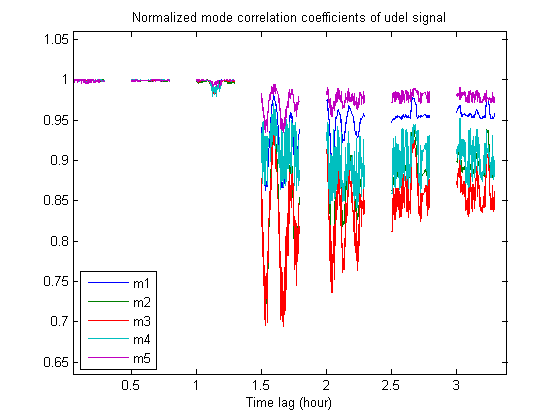 Normalized mode correlation coefficients of udel signal
1.05
1
0.95
0.9
0.85
0.8
0.75
0.7
0.65
m1
m2
m3
m4
m5
0.5
1
1.5
2
2.5
3
Time lag (hour)